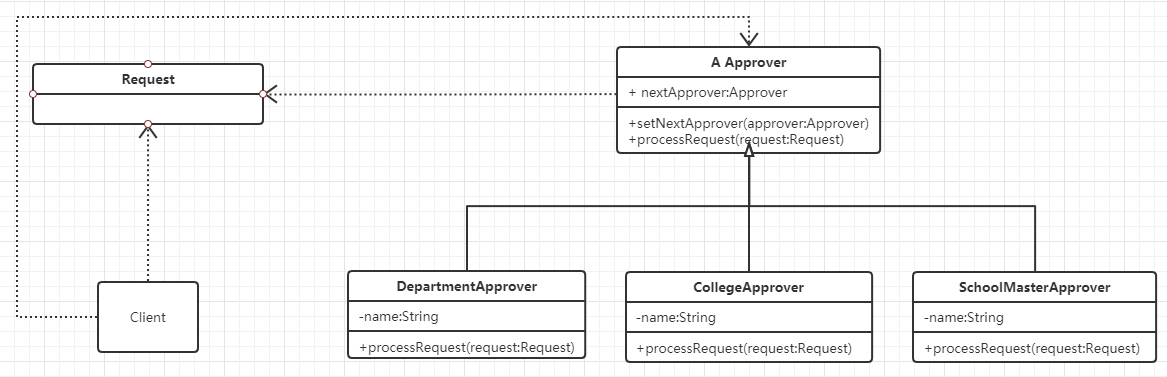 Request
A Approver
+ nextApprover:Approver
+setNextApprover(approver:Approver)
+processRequest(request:Request)
Client
DepartmentApprover
-name:String
+processRequest(request:Request)
CollegeApprover
-name:String
+processRequest(request:Request)
SchoolMasterApprover
-name:String
+processRequest(request:Request)